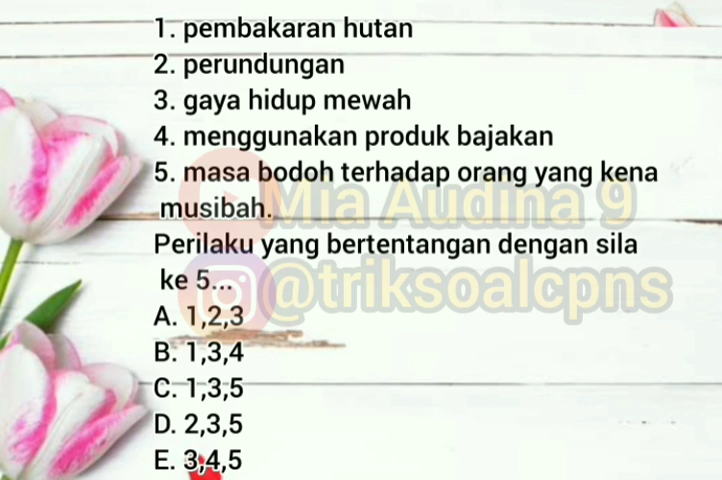 1. pembakaran hutan
2. perundungan
3. gaya hidup mewah
4. menggunakan produk bajakan
5. masa bodoh terhadap orang yang kena
musibah.
Mia Audina 9
Perilaku yang bertentangan dengan sila
ke 5...
@triksoalcpns
A. 1,2,3
B. 1,3,4
C. 1,3,5
D. 2,3,5
E. 3,4,5